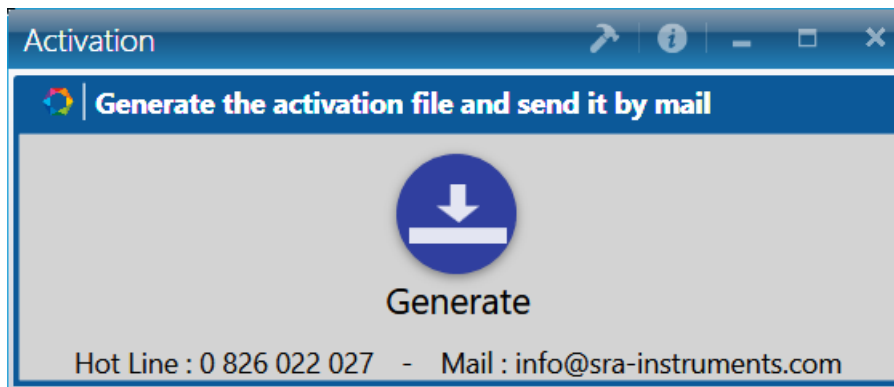 Activation
Generate the activation file and send it by mail
Generate
Hot Line : 0 826 022 027 - Mail : info@sra-instruments.com